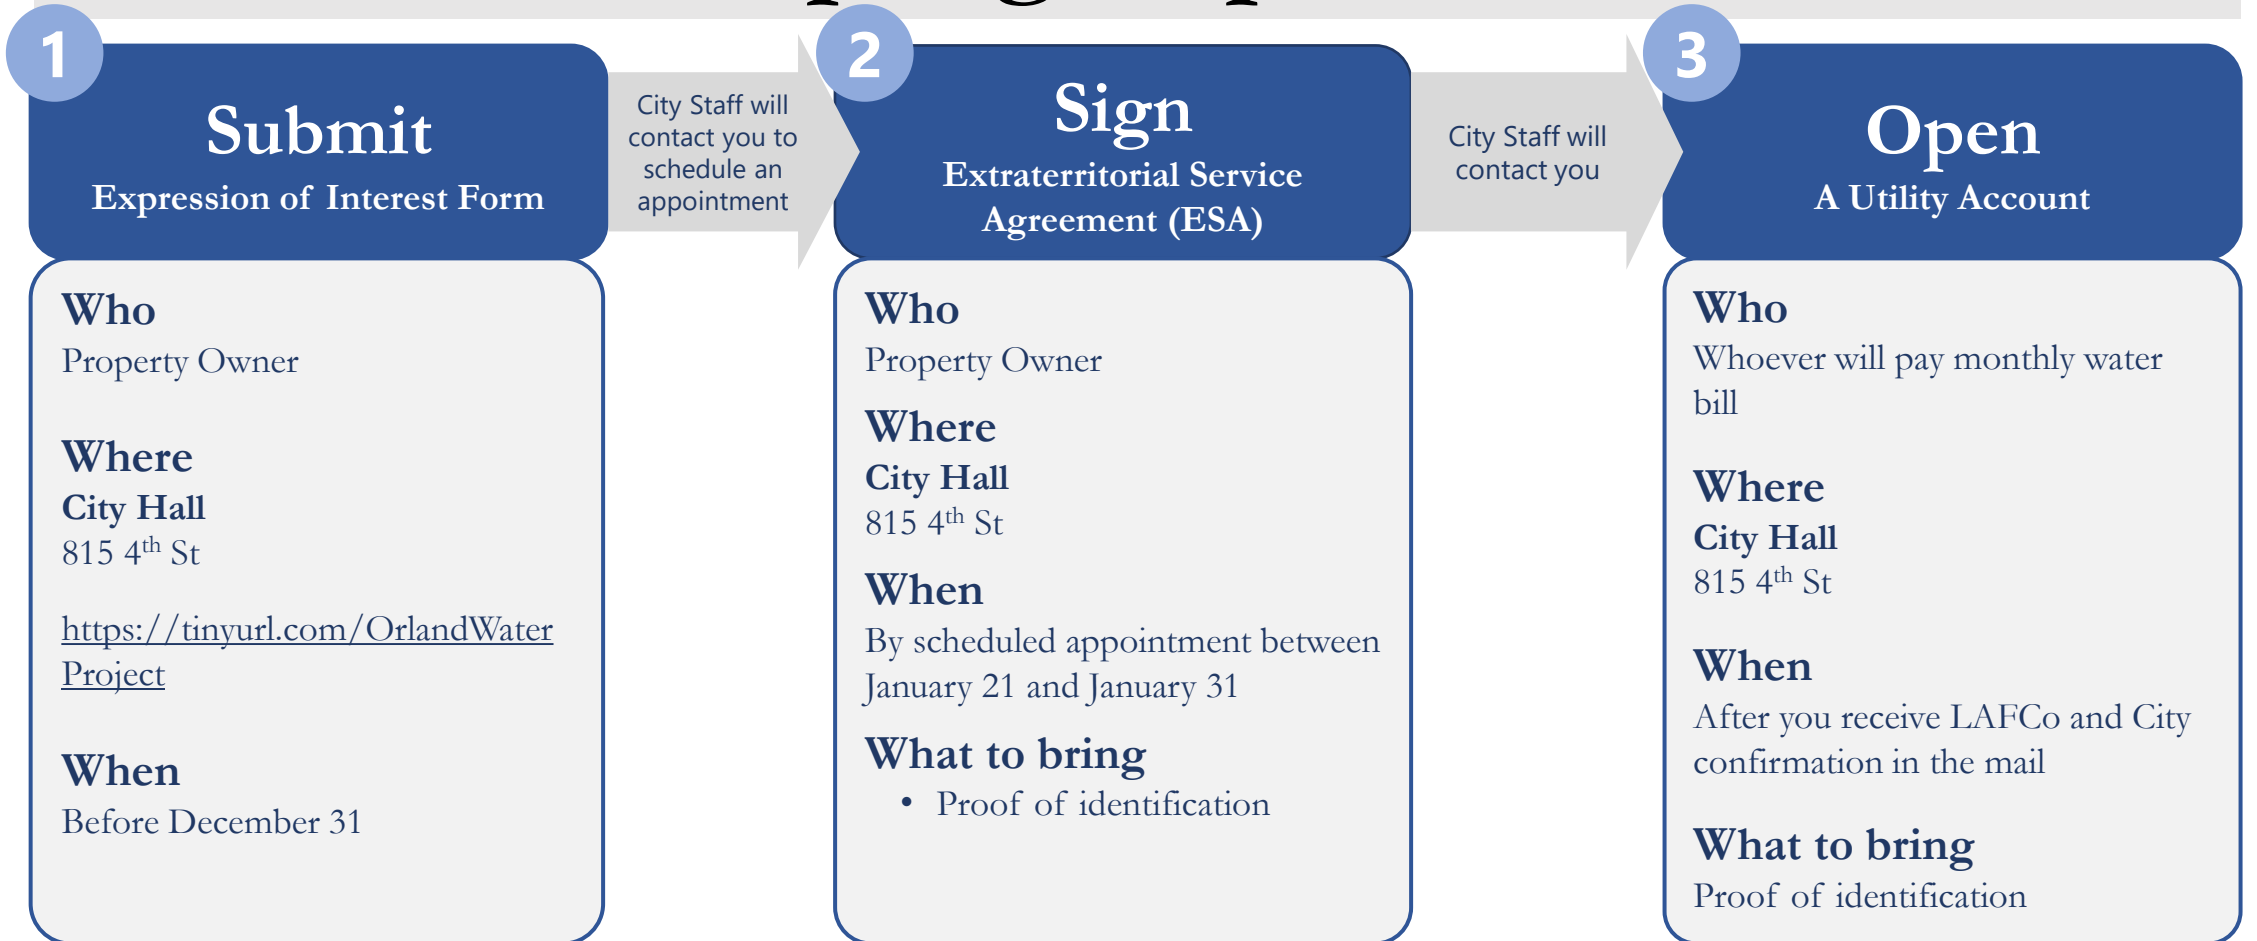 1
Submit
Expression of Interest Form
City Staff will
contact you to
schedule an
appointment
2
Sign
Extraterritorial Service
Agreement (ESA)
City Staff will
contact you
3
Open
A Utility Account
Who
Property Owner
Where
City Hall
815 4th St
https://tinyurl.com/OrlandWater
Project
When
Before December 31
Who
Property Owner
Where
City Hall
815 4th St
When
By scheduled appointment between
January 21 and January 31
What to bring
• Proof of identification
Who
Whoever will pay monthly water
bill
Where
City Hall
815 4th St
When
After you receive LAFCo and City
confirmation in the mail
What to bring
Proof of identification